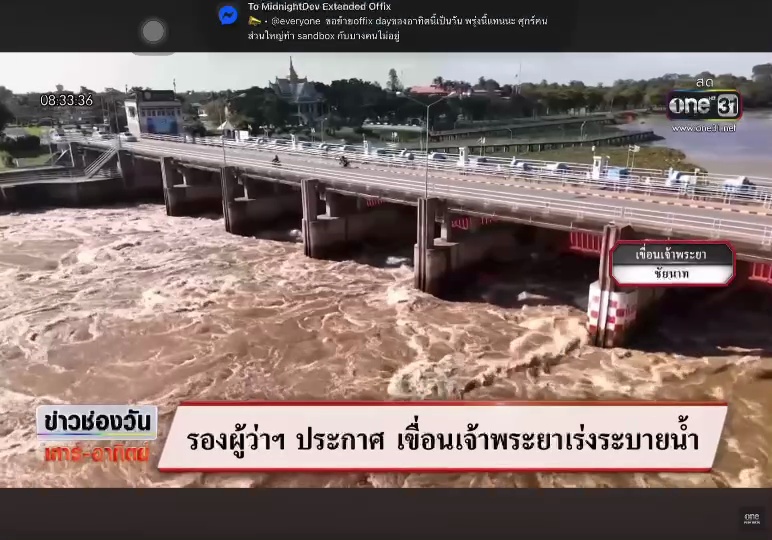 To MidnightDev Extended Offix
• @everyone ขอย้ายoffix dayของอาทิตนี้เป็นวัน พรุ่งนี้แทนนะ ศุกร์คน
ส่วนใหญ่ทำ sandbox กับบางคนไม่อยู่
08:33:36
สด
one 31
www.one31.net
เขื่อนเจ้าพระยา
ชัยนาท
ข่าวช่องวัน
เสาร์-อาทิตย์
รองผู้ว่าฯ ประกาศ เขื่อนเจ้าพระยาเร่งระบายน้ำ
one